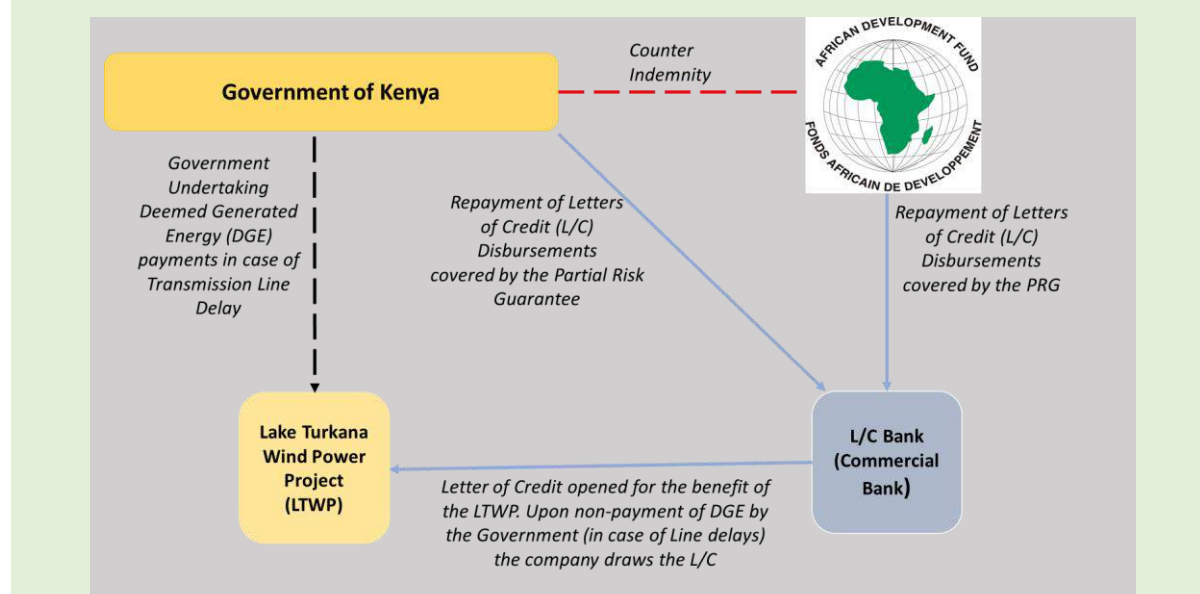 AFRICAN DEVELOPMENT FUND
FONDS AFRICAIN DE DEVELOPPEMENT
Counter
Indemnity
Government of Kenya
Government
Undertaking
Deemed Generated
Energy (DGE)
payments in case of
Transmission Line
Delay
Repayment of Letters
of Credit (L/C)
Disbursements
covered by the Partial Risk
Guarantee
Repayment of Letters
of Credit (L/C)
Disbursements
covered by the PRG
Lake Turkana
Wind Power
Project
(LTWP)
L/C Bank
(Commercial
Bank)
Letter of Credit opened for the benefit of
the LTWP. Upon non-payment of DGE by
the Government (in case of Line delays)
the company draws the L/C